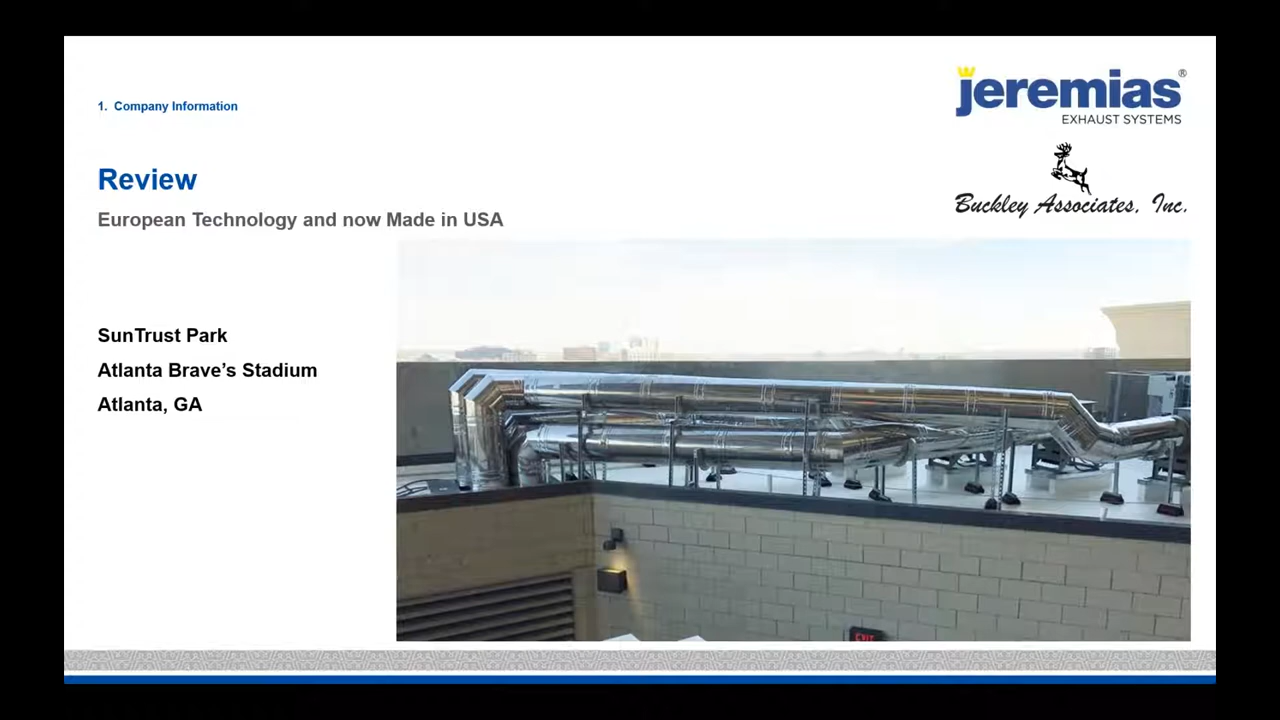 1. Company Information
jeremias®
EXHAUST SYSTEMS
Review
Buckley Associates, Inc.
European Technology and now Made in USA
SunTrust Park
Atlanta Brave’s Stadium
Atlanta, GA
EXIT